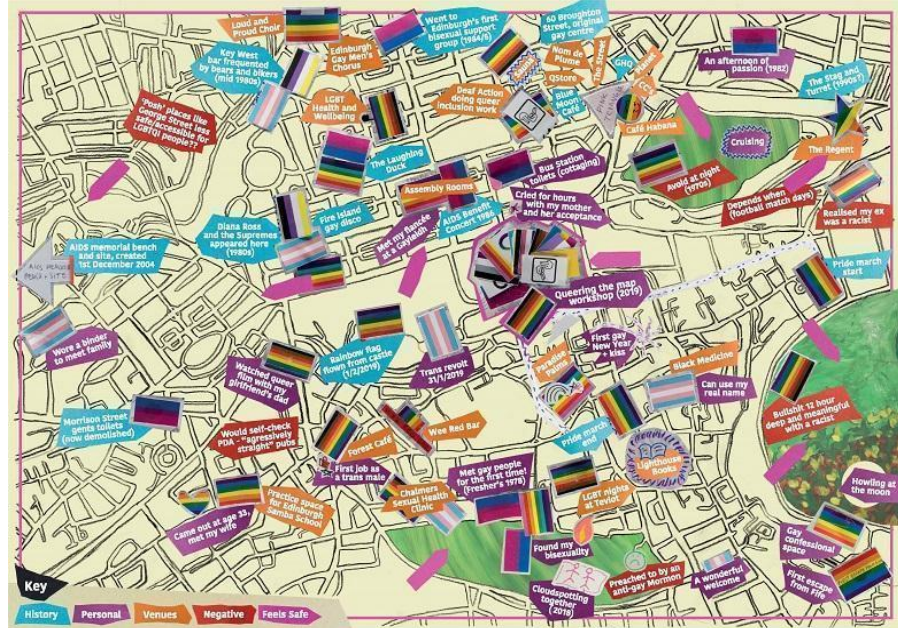 Loud and
Proud Choir
Went to
Edinburgh's first
bisexual support
group (1984/5)
60 Broughton
Street, original
gay centre
Key West
bar frequented
by bears and bikers
(mid 1980s)
Edinburgh
Gay Men's
Chorus
Nom de
Plume
The Street
GHQ
Planet
CC's
QStore
An afternoon of
passion (1982)
The Stag and
Turret (1990s?)
'Posh' places like
George Street less
safe/accessible for
LGBTQI people??
LGBT
Health and
Wellbeing
Deaf Action
doing queer
inclusion work
Blue
Moon
Café
Café Habana
Cruising
The Regent
The Laughing
Duck
Bus Station
toilets (cottaging)
Avoid at night
(1970s)
Assembly Rooms
Depends when
(football match days)
Realised my ex
was a racist
Diana Ross
and the Supremes
appeared here
(1980s)
Fire Island
gay disco
Met my fiancée
at a Gayleigh
AIDS Benefit
Concert 1986
Cried for hours
with my mother
and her acceptance
AIDS memorial bench
and site, created
1st December 2004
Pride march
start
Queering the map
workshop (2019)
Wore a binder
to meet family
Watched queer
film with my
girlfriend's dad
Rainbow flag
flown from castle
(1/2/2019)
Trans revolt
31/1/2019
Paradise
Palms
First gay
New Year
+ kiss
Black Medicine
Can use my
real name
Morrison Street
gents toilets
(now demolished)
Would self-check
PDA - "agressively
straight" pubs
Forest Café
Wee Red Bar
Pride march
end
Bullshit 12 hour
deep and meaningful
with a racist
Lighthouse
Books
First job as
a trans male
Met gay people
for the first time!
(Fresher's 1978)
Howling at
the moon
Came out at age 33,
met my wife
Practice space
for Edinburgh
Samba School
Chalmers
Sexual Health
Clinic
LGBT nights
at Teviot
Gay
confessional
space
Found my
bisexuality
Cloudspotting
together
(2018)
Preached to by an
anti-gay Mormon
A wonderful
welcome
First escape
from Fife
Key
History
Personal
Venues
Negative
Feels Safe